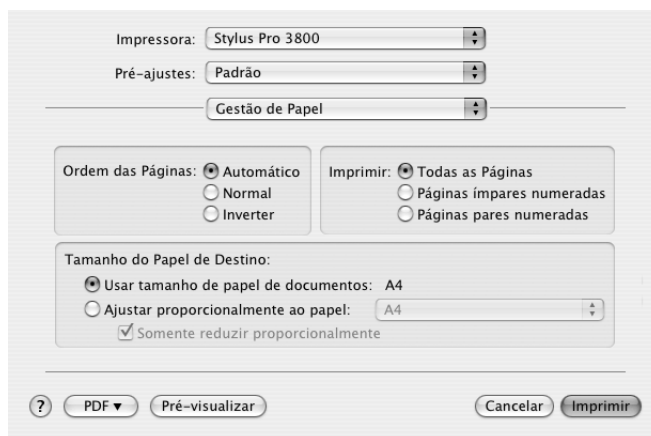 Impressora: Stylus Pro 3800
Pré-ajustes: Padrão
Gestão de Papel
Ordem das Páginas: Automático
Normal
Inverter
Imprimir: Todas as Páginas
Páginas ímpares numeradas
Páginas pares numeradas
Tamanho do Papel de Destino:
Usar tamanho de papel de documentos: A4
Ajustar proporcionalmente ao papel: A4
Somente reduzir proporcionalmente
? PDF Pré-visualizar Cancelar Imprimir